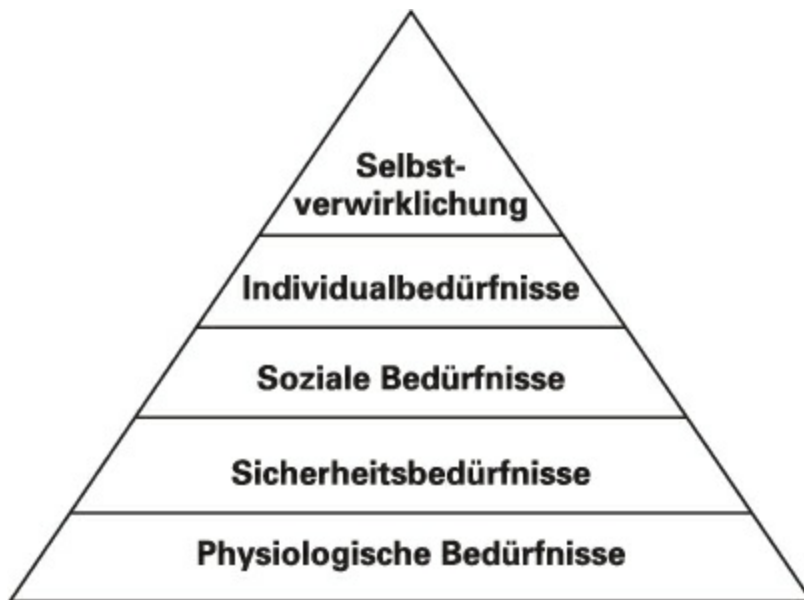 Selbst-
verwirklichung
Individualbedürfnisse
Soziale Bedürfnisse
Sicherheitsbedürfnisse
Physiologische Bedürfnisse